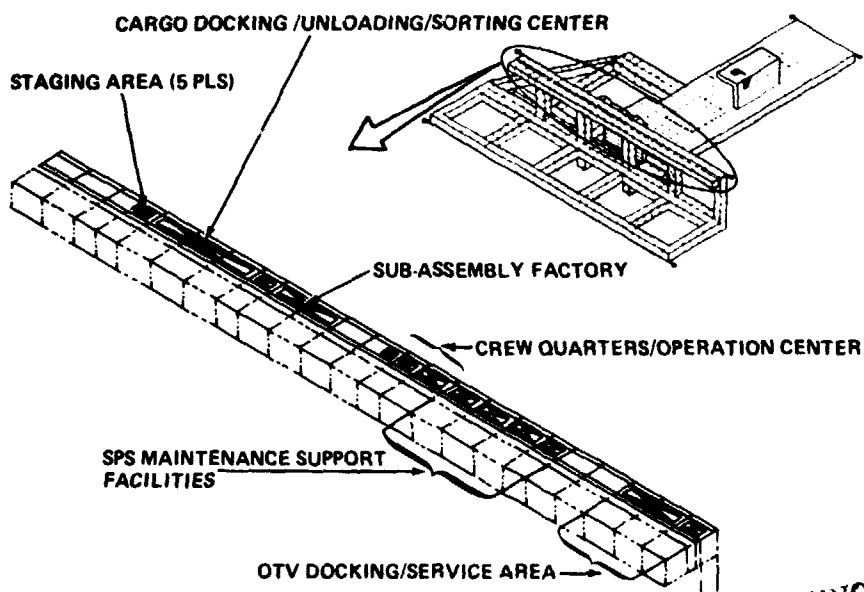 CARGO DOCKING /UNLOADING/SORTING CENTER
STAGING AREA (5 PLS)
SUB-ASSEMBLY FACTORY
CREW QUARTERS/OPERATION CENTER
SPS MAINTENANCE SUPPORT
FACILITIES
OTV DOCKING/SERVICE AREA